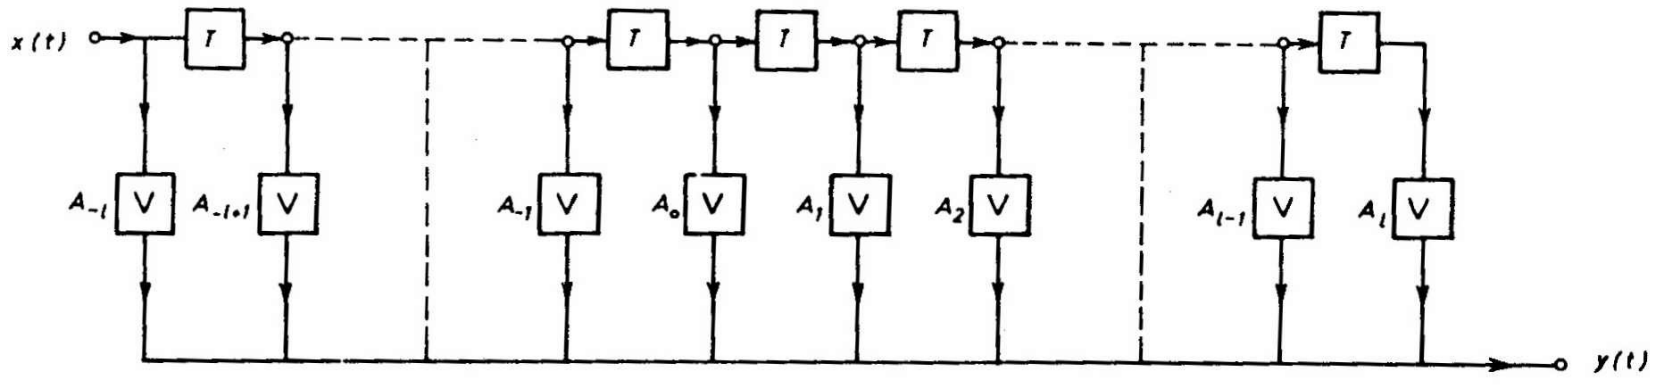 x(t) T T T T T
A₋ₗ V A₋ₗ₊₁ V A₋₁ V A₀ V A₁ V A₂ V Aₗ₋₁ V Aₗ V
y(t)